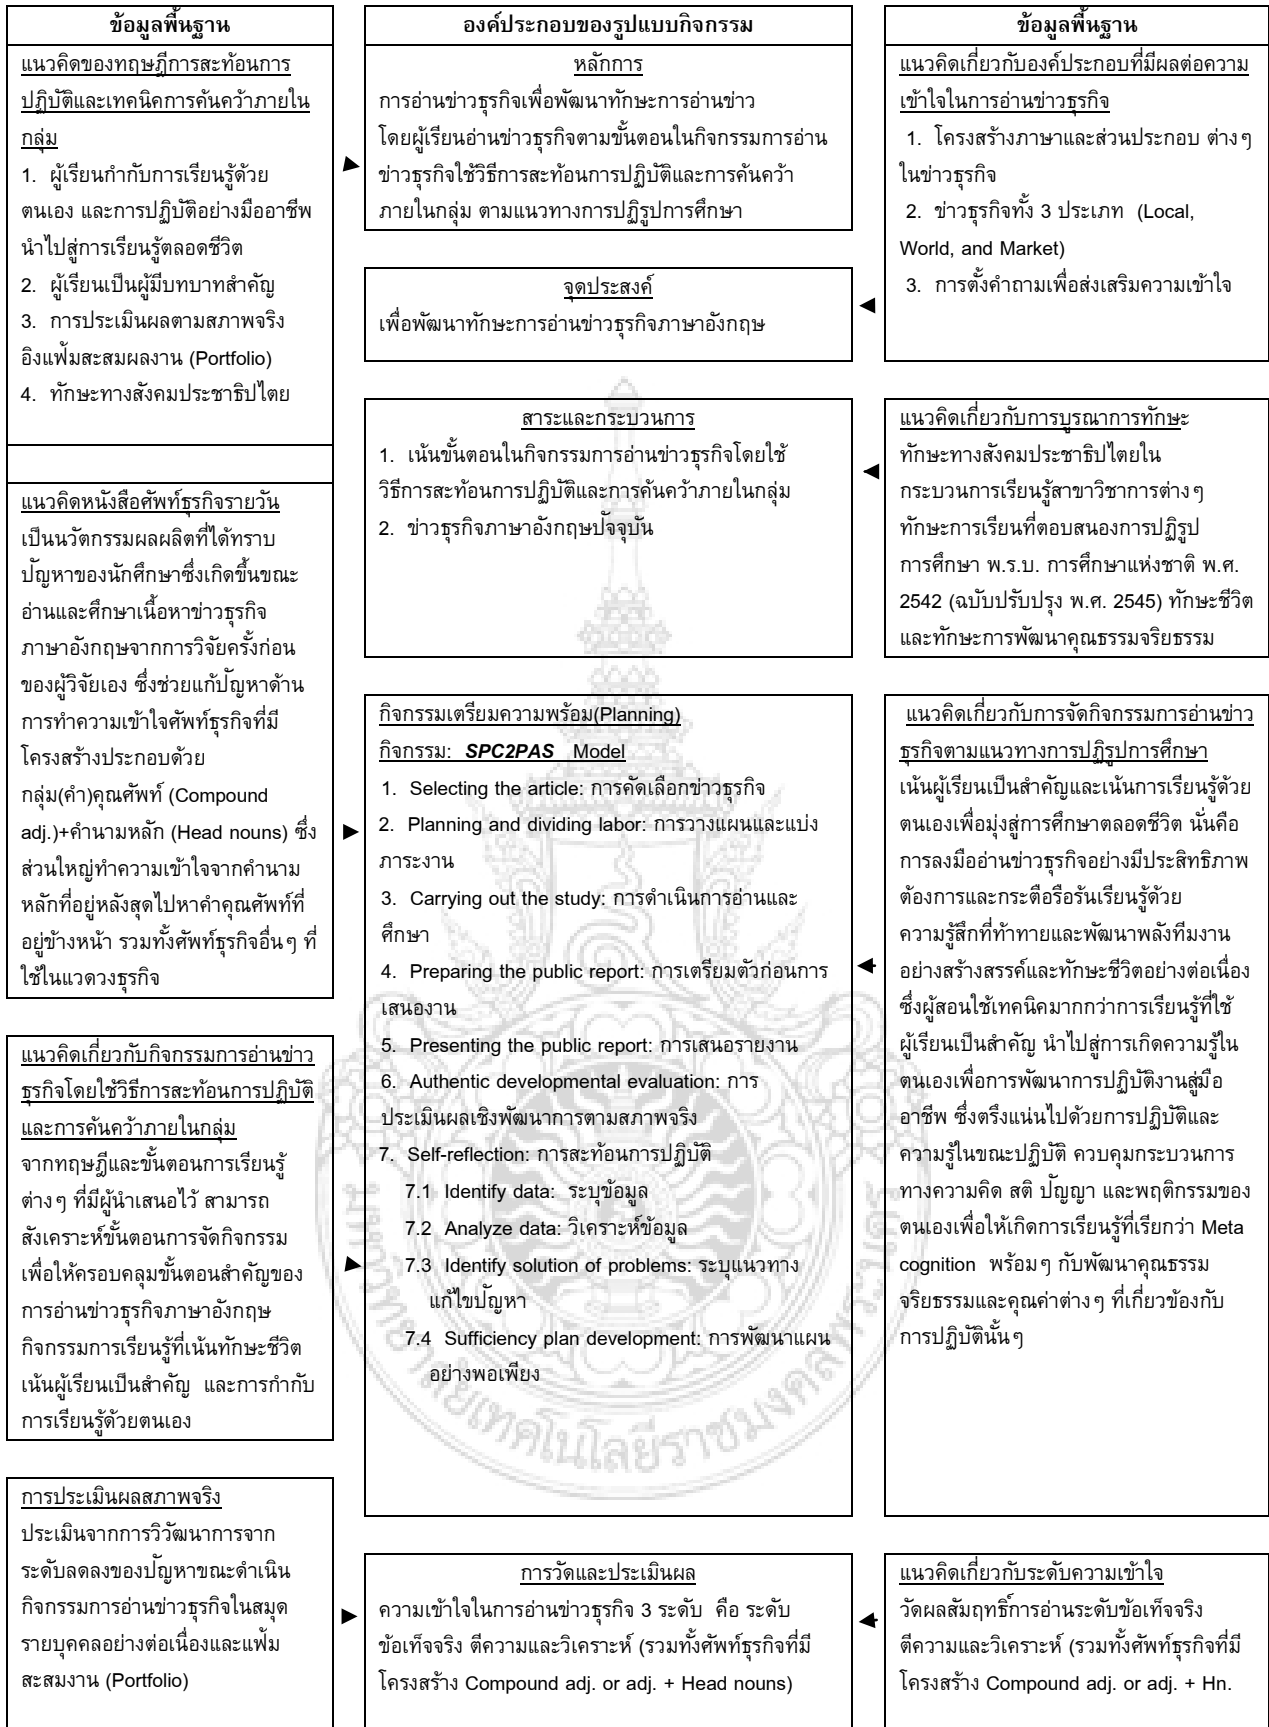 ข้อมูลพื้นฐาน
แนวคิดของทฤษฎีการสะท้อนการ
ปฏิบัติและเทคนิคการค้นคว้าภายใน
กลุ่ม
1. ผู้เรียนกำกับการเรียนรู้ด้วย
ตนเอง และการปฏิบัติอย่างมืออาชีพ
นำไปสู่การเรียนรู้ตลอดชีวิต
2. ผู้เรียนเป็นผู้มีบทบาทสำคัญ
3. การประเมินผลตามสภาพจริง
อิงแฟ้มสะสมผลงาน (Portfolio)
4. ทักษะทางสังคมประชาธิปไตย
แนวคิดหนังสือศัพท์ธุรกิจรายวัน
เป็นนวัตกรรมผลผลิตที่ได้ทราบ
ปัญหาของนักศึกษาซึ่งเกิดขึ้นขณะ
อ่านและศึกษาเนื้อหาข่าวธุรกิจ
ภาษาอังกฤษจากการวิจัยครั้งก่อน
ของผู้วิจัยเอง ซึ่งช่วยแก้ปัญหาด้าน
การทำความเข้าใจศัพท์ธุรกิจที่มี
โครงสร้างประกอบด้วย
กลุ่ม(คำ)คุณศัพท์ (Compound
adj.)+คำนามหลัก (Head nouns) ซึ่ง
ส่วนใหญ่ทำความเข้าใจจากคำนาม
หลักที่อยู่หลังสุดไปหาคำคุณศัพท์ที่
อยู่ข้างหน้า รวมทั้งศัพท์ธุรกิจอื่นๆ ที่
ใช้ในแวดวงธุรกิจ
แนวคิดเกี่ยวกับกิจกรรมการอ่านข่าว
ธุรกิจโดยใช้วิธีการสะท้อนการปฏิบัติ
และการค้นคว้าภายในกลุ่ม
จากทฤษฎีและขั้นตอนการเรียนรู้
ต่างๆ ที่มีผู้นำเสนอไว้ สามารถ
สังเคราะห์ขั้นตอนการจัดกิจกรรม
เพื่อให้ครอบคลุมขั้นตอนสำคัญของ
การอ่านข่าวธุรกิจภาษาอังกฤษ
กิจกรรมการเรียนรู้ที่เน้นทักษะชีวิต
เน้นผู้เรียนเป็นสำคัญ และการกำกับ
การเรียนรู้ด้วยตนเอง
การประเมินผลสภาพจริง
ประเมินจากการวิวัฒนาการจาก
ระดับลดลงของปัญหาขณะดำเนิน
กิจกรรมการอ่านข่าวธุรกิจในสมุด
รายบุคคลอย่างต่อเนื่องและแฟ้ม
สะสมงาน (Portfolio)
องค์ประกอบของรูปแบบกิจกรรม
หลักการ
การอ่านข่าวธุรกิจเพื่อพัฒนาทักษะการอ่านข่าว
โดยผู้เรียนอ่านข่าวธุรกิจตามขั้นตอนในกิจกรรมการอ่าน
ข่าวธุรกิจใช้วิธีการสะท้อนการปฏิบัติและการค้นคว้า
ภายในกลุ่ม ตามแนวทางการปฏิรูปการศึกษา
จุดประสงค์
เพื่อพัฒนาทักษะการอ่านข่าวธุรกิจภาษาอังกฤษ
สาระและกระบวนการ
1. เน้นขั้นตอนในกิจกรรมการอ่านข่าวธุรกิจโดยใช้
วิธีการสะท้อนการปฏิบัติและการค้นคว้าภายในกลุ่ม
2. ข่าวธุรกิจภาษาอังกฤษปัจจุบัน
กิจกรรมเตรียมความพร้อม(Planning)
กิจกรรม: SPC2PAS Model
1. Selecting the article: การคัดเลือกข่าวธุรกิจ
2. Planning and dividing labor: การวางแผนและแบ่ง
ภาระงาน
3. Carrying out the study: การดำเนินการอ่านและ
ศึกษา
4. Preparing the public report: การเตรียมตัวก่อนการ
เสนองาน
5. Presenting the public report: การเสนอรายงาน
6. Authentic developmental evaluation: การ
ประเมินผลเชิงพัฒนาการตามสภาพจริง
7. Self-reflection: การสะท้อนการปฏิบัติ
7.1 Identify data: ระบุข้อมูล
7.2 Analyze data: วิเคราะห์ข้อมูล
7.3 Identify solution of problems: ระบุแนวทาง
แก้ไขปัญหา
7.4 Sufficiency plan development: การพัฒนาแผน
อย่างพอเพียง
การวัดและประเมินผล
ความเข้าใจในการอ่านข่าวธุรกิจ 3 ระดับ คือ ระดับ
ข้อเท็จจริง ตีความและวิเคราะห์ (รวมทั้งศัพท์ธุรกิจที่มี
โครงสร้าง Compound adj. or adj. + Head nouns)
ข้อมูลพื้นฐาน
แนวคิดเกี่ยวกับองค์ประกอบที่มีผลต่อความ
เข้าใจในการอ่านข่าวธุรกิจ
1. โครงสร้างภาษาและส่วนประกอบ ต่างๆ
ในข่าวธุรกิจ
2. ข่าวธุรกิจทั้ง 3 ประเภท (Local,
World, and Market)
3. การตั้งคำถามเพื่อส่งเสริมความเข้าใจ
แนวคิดเกี่ยวกับการบูรณาการทักษะ
ทักษะทางสังคมประชาธิปไตยใน
กระบวนการเรียนรู้สาขาวิชาการต่างๆ
ทักษะการเรียนที่ตอบสนองการปฏิรูป
การศึกษา พ.ร.บ. การศึกษาแห่งชาติ พ.ศ.
2542 (ฉบับปรับปรุง พ.ศ. 2545) ทักษะชีวิต
และทักษะการพัฒนาคุณธรรมจริยธรรม
แนวคิดเกี่ยวกับการจัดกิจกรรมการอ่านข่าว
ธุรกิจตามแนวทางการปฏิรูปการศึกษา
เน้นผู้เรียนเป็นสำคัญและเน้นการเรียนรู้ด้วย
ตนเองเพื่อมุ่งสู่การศึกษาตลอดชีวิต นั่นคือ
การลงมืออ่านข่าวธุรกิจอย่างมีประสิทธิภาพ
ต้องการและกระตือรือรันเรียนรู้ด้วย
ความรู้สึกที่ท้าทายและพัฒนาพลังทีมงาน
อย่างสร้างสรรค์และทักษะชีวิตอย่างต่อเนื่อง
ซึ่งผู้สอนใช้เทคนิคมากกว่าการเรียนรู้ที่ใช้
ผู้เรียนเป็นสำคัญ นำไปสู่การเกิดความรู้ใน
ตนเองเพื่อการพัฒนาการปฏิบัติงานสู่มือ
อาชีพ ซึ่งตรึงแน่นไปด้วยการปฏิบัติและ
ความรู้ในขณะปฏิบัติ ควบคุมกระบวนการ
ทางความคิด สติ ปัญญา และพฤติกรรมของ
ตนเองเพื่อให้เกิดการเรียนรู้ที่เรียกว่า Meta
cognition พร้อมๆ กับพัฒนาคุณธรรม
จริยธรรมและคุณค่าต่างๆ ที่เกี่ยวข้องกับ
การปฏิบัตินั้นๆ
แนวคิดเกี่ยวกับระดับความเข้าใจ
วัดผลสัมฤทธิ์การอ่านระดับข้อเท็จจริง
ตีความและวิเคราะห์ (รวมทั้งศัพท์ธุรกิจที่มี
โครงสร้าง Compound adj. or adj. + Hn.